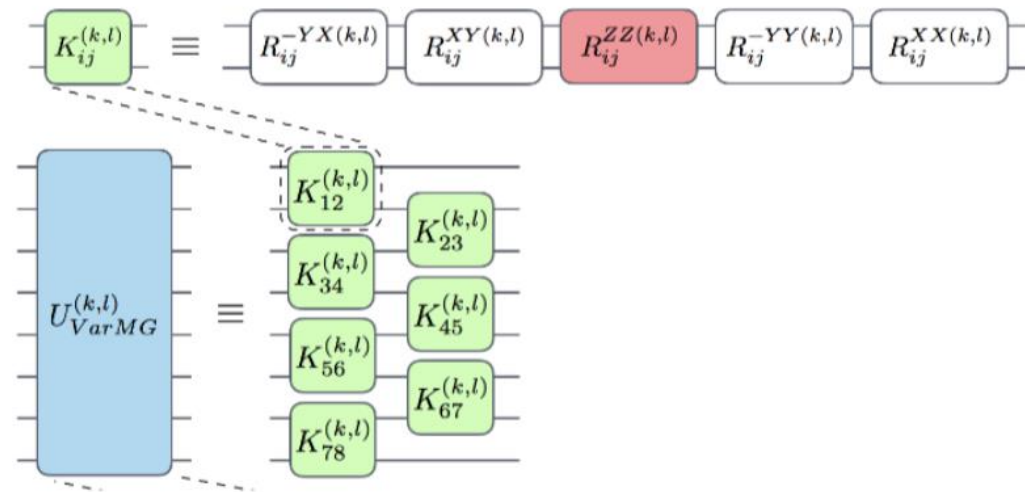 K_{ij}^{(k,l)} ≡ R_{ij}^{-YX(k,l)} R_{ij}^{XY(k,l)} R_{ij}^{ZZ(k,l)} R_{ij}^{-YY(k,l)} R_{ij}^{XX(k,l)}
K_{12}^{(k,l)}
K_{23}^{(k,l)}
K_{34}^{(k,l)}
U_{VarMG}^{(k,l)} ≡ K_{45}^{(k,l)}
K_{56}^{(k,l)}
K_{67}^{(k,l)}
K_{78}^{(k,l)}